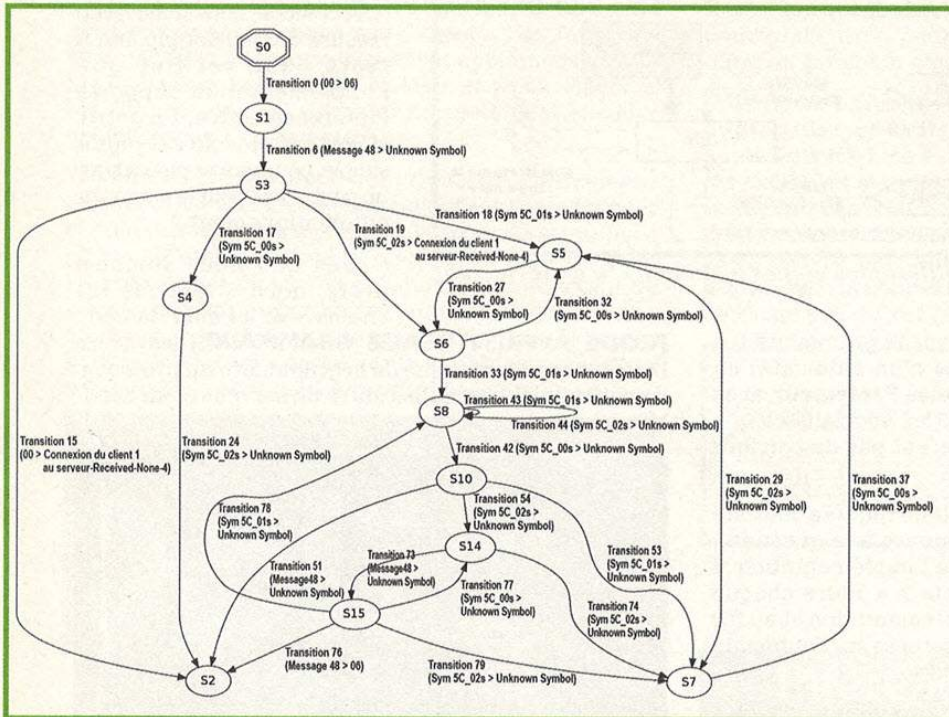 S0
Transition 0 (00 > 06)
S1
Transition 6 (Message 48 > Unknown Symbol)
S3
Transition 18 (Sym 5C_01s > Unknown Symbol)
Transition 17
(Sym 5C_00s >
Unknown Symbol)
Transition 19
(Sym 5C_02s > Connexion du client 1
au serveur-Received-None-4)
S5
S4
Transition 27
(Sym 5C_00s >
Unknown Symbol)
Transition 32
(Sym 5C_00s > Unknown Symbol)
S6
Transition 33 (Sym 5C_01s > Unknown Symbol)
Transition 43 (Sym 5C_01s > Unknown Symbol)
S8
Transition 44 (Sym 5C_02s > Unknown Symbol)
Transition 15
(00 > Connexion du client 1
au serveur-Received-None-4)
Transition 24
(Sym 5C_02s > Unknown Symbol)
Transition 42 (Sym 5C_00s > Unknown Symbol)
S10
Transition 29
(Sym 5C_02s >
Unknown Symbol)
Transition 37
(Sym 5C_00s >
Unknown Symbol)
Transition 78
(Sym 5C_01s >
Unknown Symbol)
Transition 54
(Sym 5C_02s >
Unknown Symbol)
S14
Transition 53
(Sym 5C_01s >
Unknown Symbol)
Transition 51
(Message48 >
Unknown Symbol)
Transition 73
(Message48 >
Unknown Symbol)
Transition 77
(Sym 5C_00s >
Unknown Symbol)
Transition 74
(Sym 5C_02s >
Unknown Symbol)
S15
Transition 76
(Message 48 > 06)
Transition 79
(Sym 5C_02s > Unknown Symbol)
S2
S7